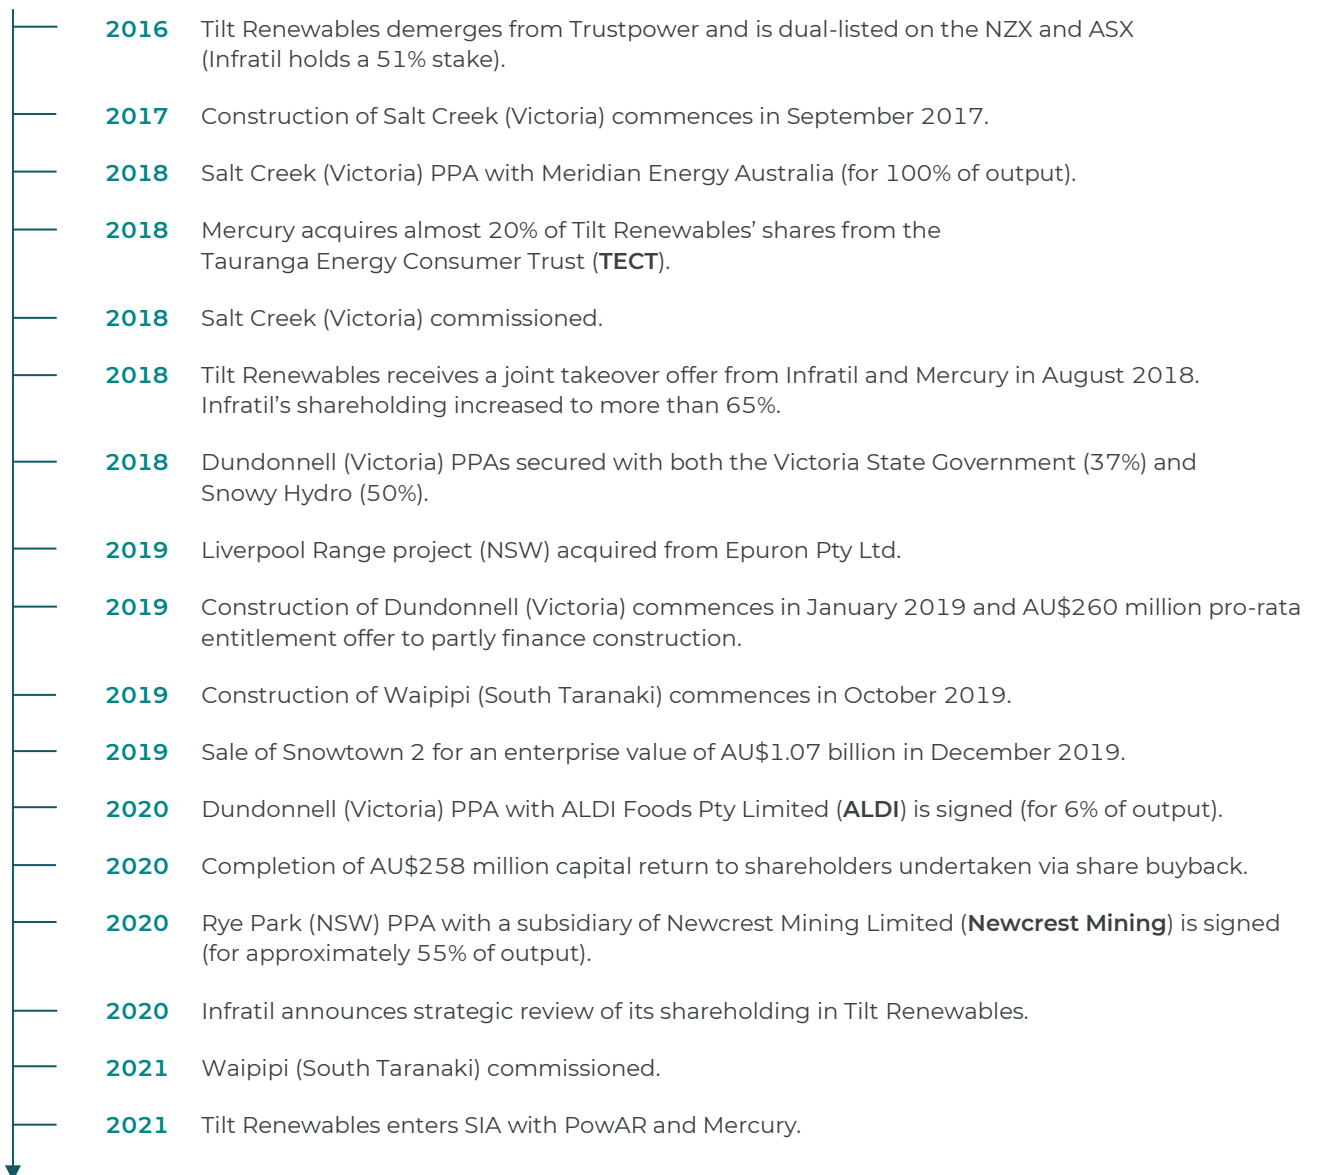 2016 Tilt Renewables demerges from Trustpower and is dual-listed on the NZX and ASX
(Infratil holds a 51% stake).
2017 Construction of Salt Creek (Victoria) commences in September 2017.
2018 Salt Creek (Victoria) PPA with Meridian Energy Australia (for 100% of output).
2018 Mercury acquires almost 20% of Tilt Renewables’ shares from the
Tauranga Energy Consumer Trust (TECT).
2018 Salt Creek (Victoria) commissioned.
2018 Tilt Renewables receives a joint takeover offer from Infratil and Mercury in August 2018.
Infratil’s shareholding increased to more than 65%.
2018 Dundonnell (Victoria) PPAs secured with both the Victoria State Government (37%) and
Snowy Hydro (50%).
2019 Liverpool Range project (NSW) acquired from Epuron Pty Ltd.
2019 Construction of Dundonnell (Victoria) commences in January 2019 and AU$260 million pro-rata
entitlement offer to partly finance construction.
2019 Construction of Waipipi (South Taranaki) commences in October 2019.
2019 Sale of Snowtown 2 for an enterprise value of AU$1.07 billion in December 2019.
2020 Dundonnell (Victoria) PPA with ALDI Foods Pty Limited (ALDI) is signed (for 6% of output).
2020 Completion of AU$258 million capital return to shareholders undertaken via share buyback.
2020 Rye Park (NSW) PPA with a subsidiary of Newcrest Mining Limited (Newcrest Mining) is signed
(for approximately 55% of output).
2020 Infratil announces strategic review of its shareholding in Tilt Renewables.
2021 Waipipi (South Taranaki) commissioned.
2021 Tilt Renewables enters SIA with PowAR and Mercury.